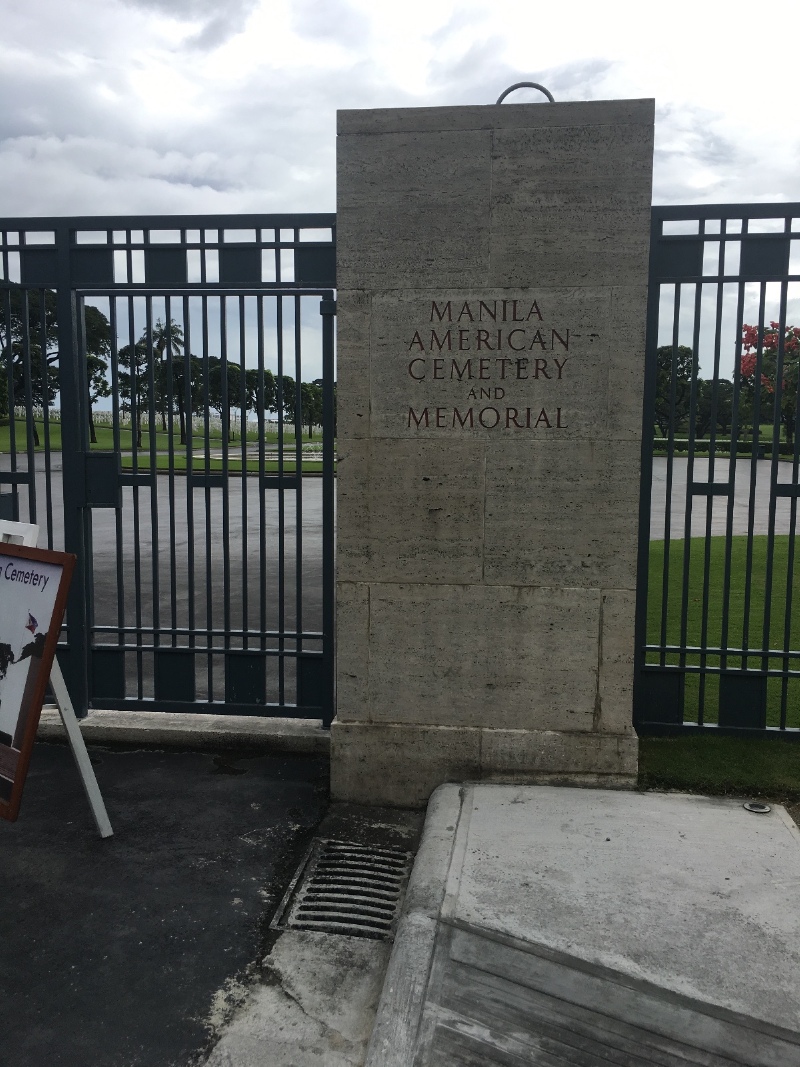 MANILA
AMERICAN
CEMETERY
AND
MEMORIAL
Cemetery